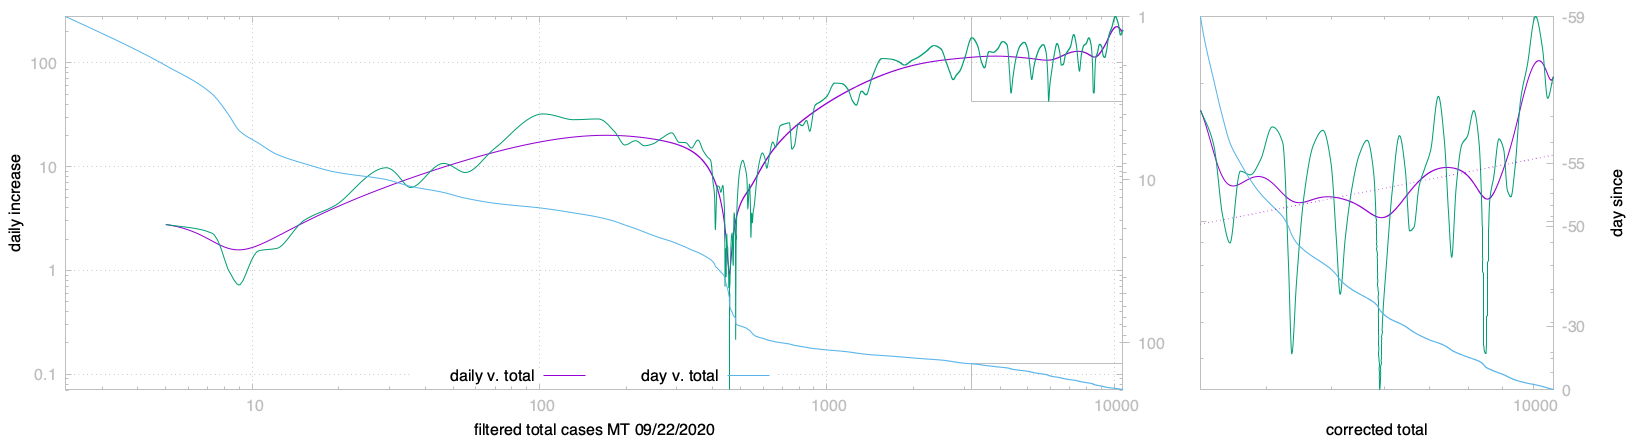 daily increase
100
10
1
0.1
10
100
1000
10000
1
10
100
daily v. total
day v. total
filtered total cases MT 09/22/2020
-59
-55
-50
-30
0
day since
10000
corrected total